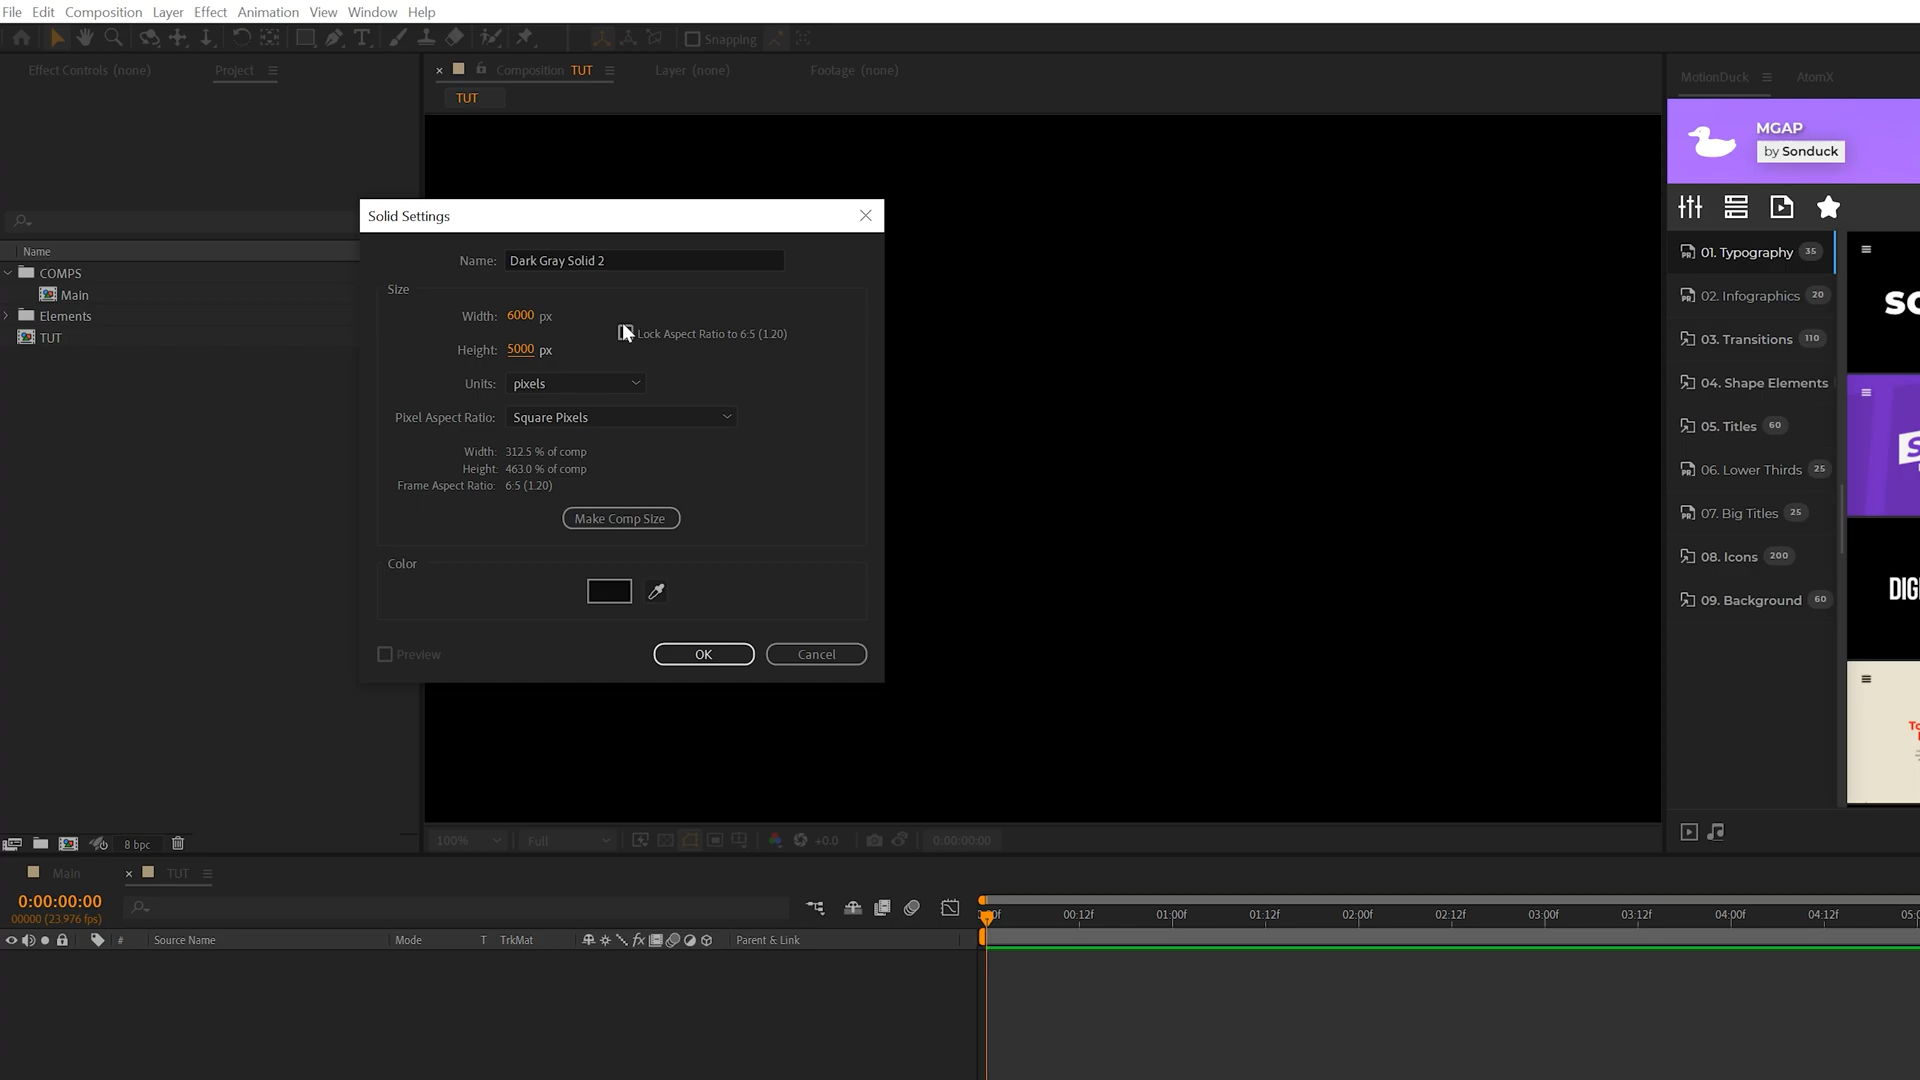 File Edit Composition Layer Effect Animation View Window Help
Snapping
Effect Controls (none) Project
Composition TUT Layer (none) Footage (none)
TUT
MotionDuck AtomX
MGAP
by Sonduck
Solid Settings
Name: Dark Gray Solid 2
Size
Width: 6000 px
Lock Aspect Ratio to 6:5 (1.20)
Height: 5000 px
Units: pixels
Pixel Aspect Ratio: Square Pixels
Width: 312.5 % of comp
Height: 463.0 % of comp
Frame Aspect Ratio: 6:5 (1.20)
Make Comp Size
Color
Preview OK Cancel
Name
COMPS
Main
Elements
TUT
01. Typography 35
02. Infographics 20
03. Transitions 110
04. Shape Elements
05. Titles 60
06. Lower Thirds 25
07. Big Titles 25
08. Icons 200
09. Background 60
SO
S
DIGI
8 bpc
100% Full +0.0 0:00:00:00
Main TUT
0:00:00:00
00000 (23.976 fps)
00:12f 01:00f 01:12f 02:00f 02:12f 03:00f 03:12f 04:00f 04:12f
# Source Name Mode T TrkMat fx Parent & Link